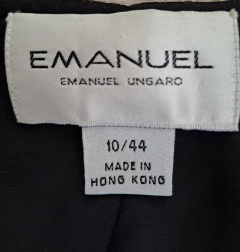 EMANUEL
EMANUEL UNGARO
10/44
MADE IN
HONG KONG